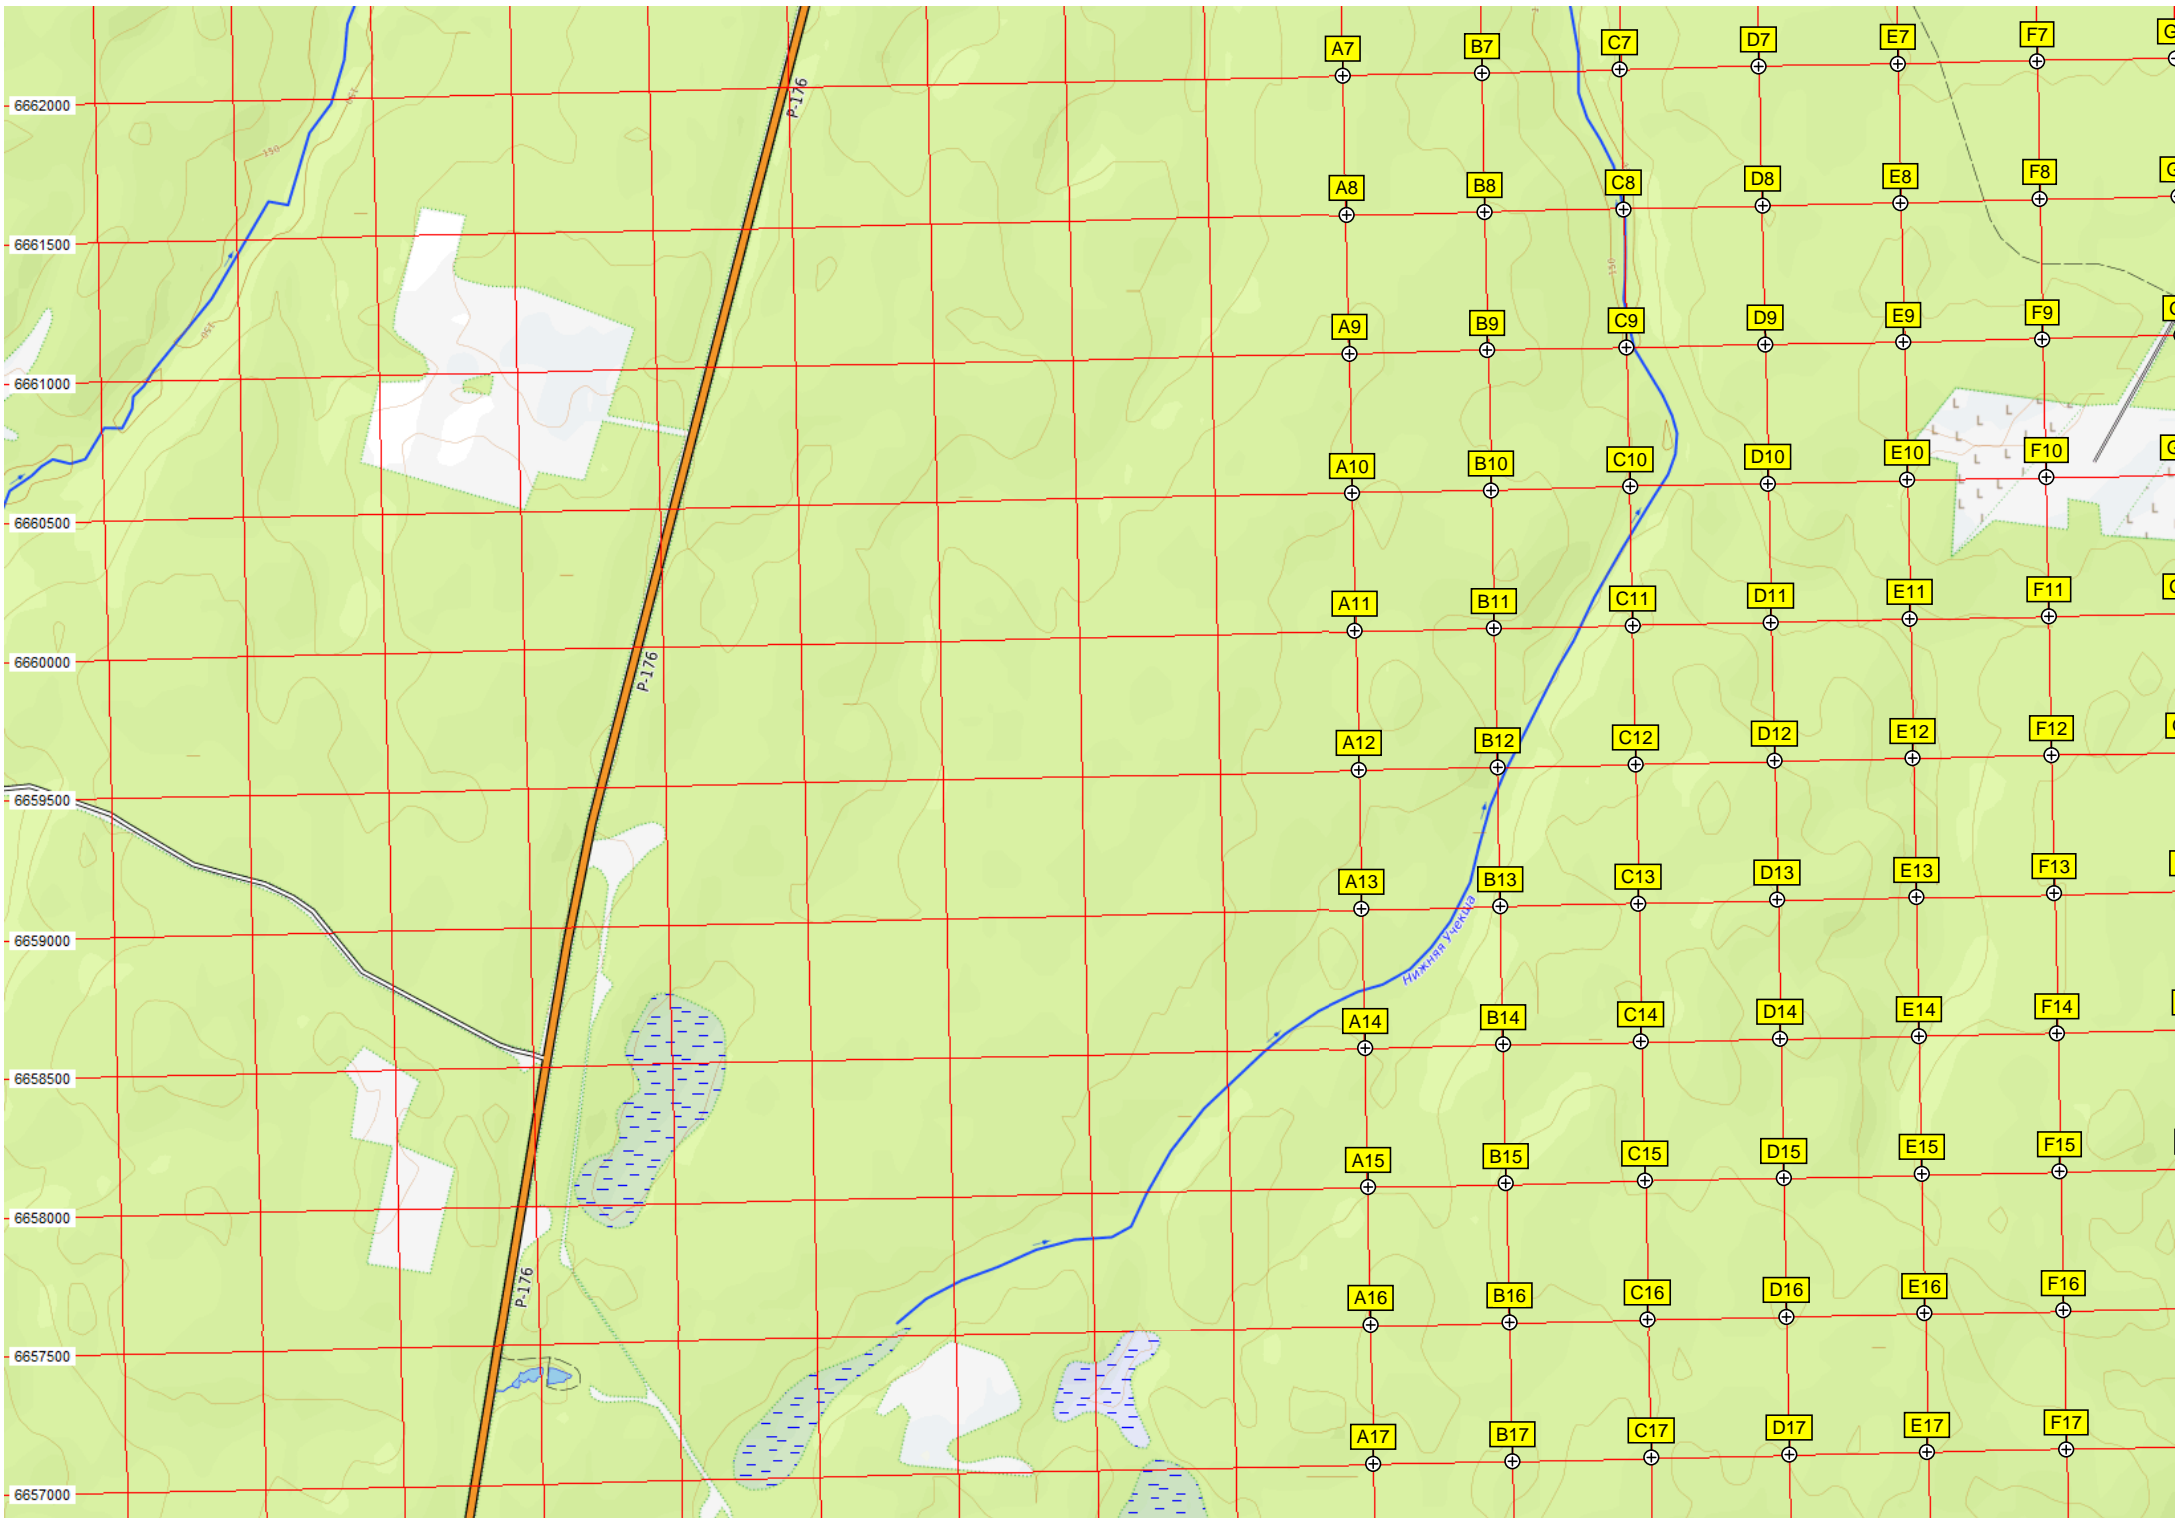 A7 B7 C7 D7 E7 F7
6662000
P-176
150
150
A8 B8 C8 D8 E8 F8
6661500
150
150
A9 B9 C9 D9 E9 F9
6661000
A10 B10 C10 D10 E10 F10
6660500
A11 B11 C11 D11 E11 F11
6660000
P-176
A12 B12 C12 D12 E12 F12
6659500
A13 B13 C13 D13 E13 F13
6659000
Нижняя Учекша
A14 B14 C14 D14 E14 F14
6658500
A15 B15 C15 D15 E15 F15
6658000
P-176
A16 B16 C16 D16 E16 F16
6657500
A17 B17 C17 D17 E17 F17
6657000